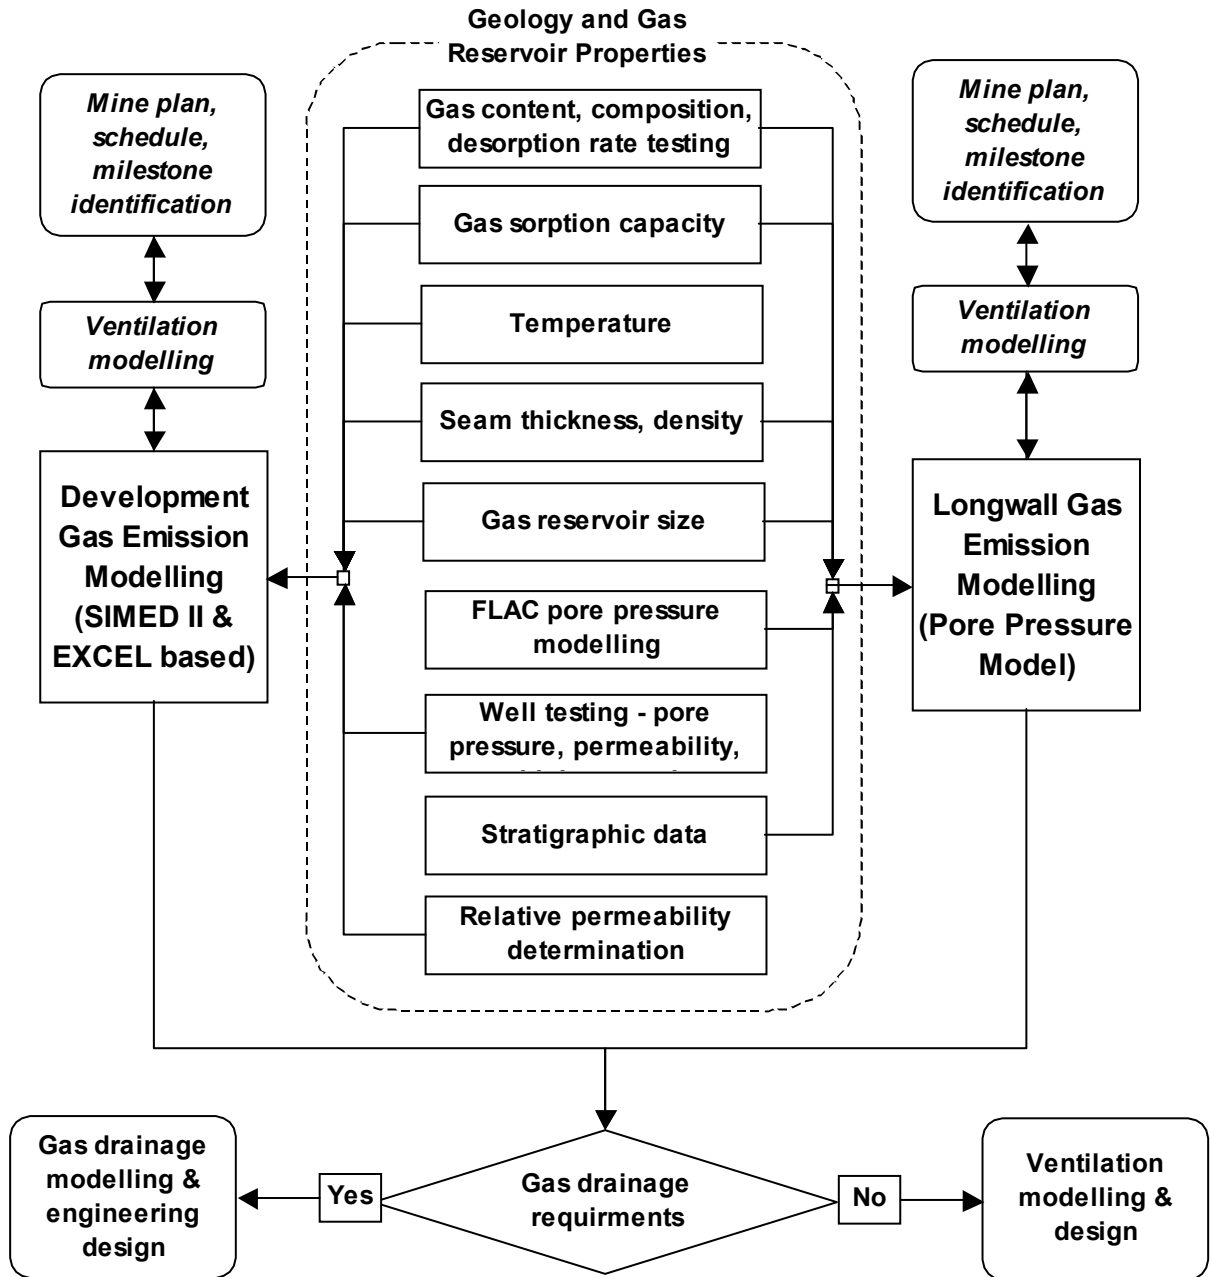 Geology and Gas
Reservoir Properties
Mine plan,
schedule,
milestone
identification
Ventilation
modelling
Development
Gas Emission
Modelling
(SIMED II &
EXCEL based)
Gas content, composition,
desorption rate testing
Gas sorption capacity
Temperature
Seam thickness, density
Gas reservoir size
FLAC pore pressure
modelling
Well testing - pore
pressure, permeability,
Stratigraphic data
Relative permeability
determination
Mine plan,
schedule,
milestone
identification
Ventilation
modelling
Longwall Gas
Emission
Modelling
(Pore Pressure
Model)
Gas drainage
modelling &
engineering
design
Yes
Gas drainage
requirments
No
Ventilation
modelling &
design